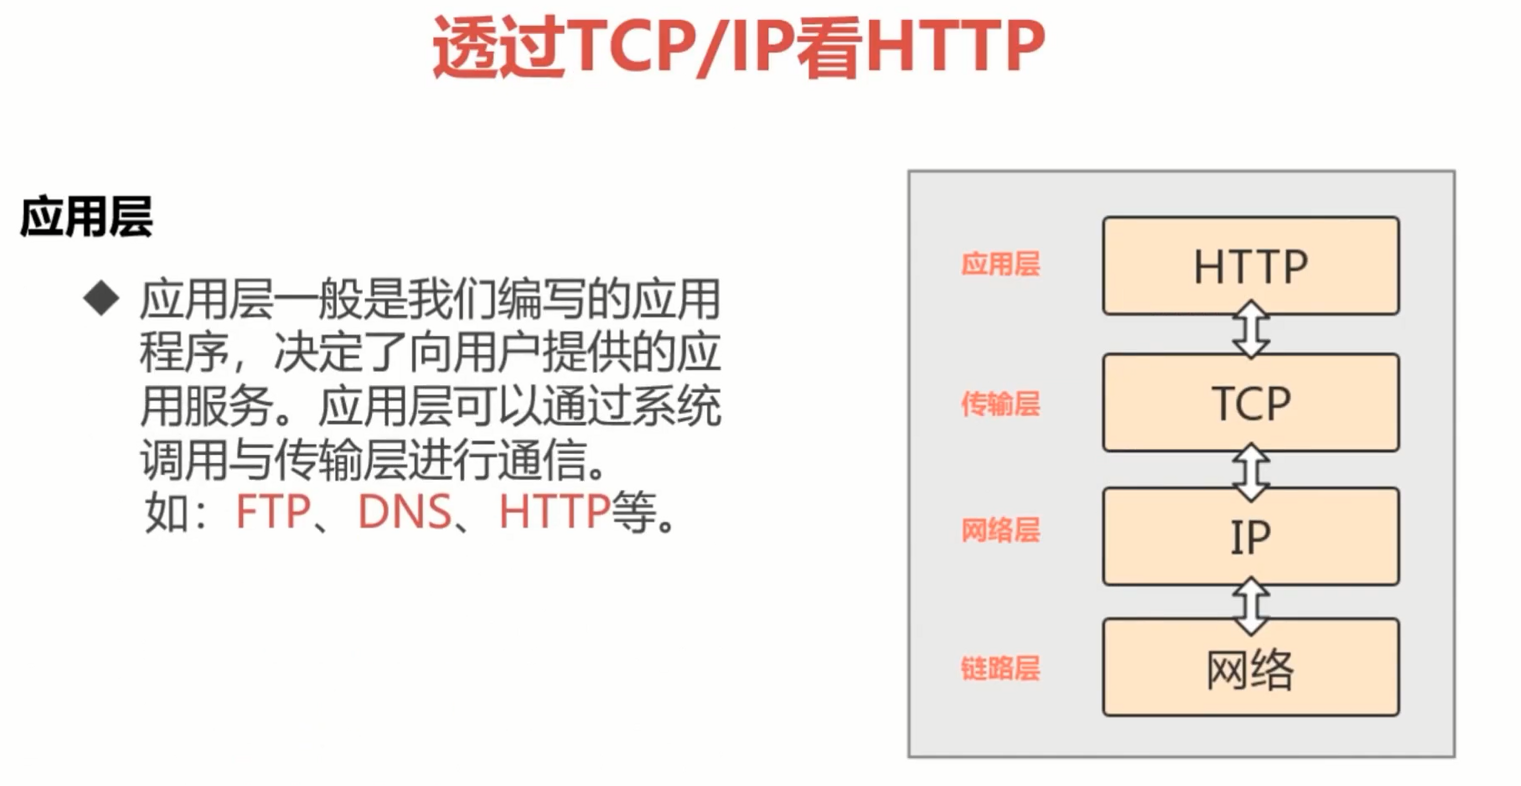 透过TCP/IP看HTTP
应用层
◆ 应用层一般是我们编写的应用
程序，决定了向用户提供的应
用服务。应用层可以通过系统
调用与传输层进行通信。
如：FTP、DNS、HTTP等。
应用层 HTTP
传输层 TCP
网络层 IP
链路层 网络